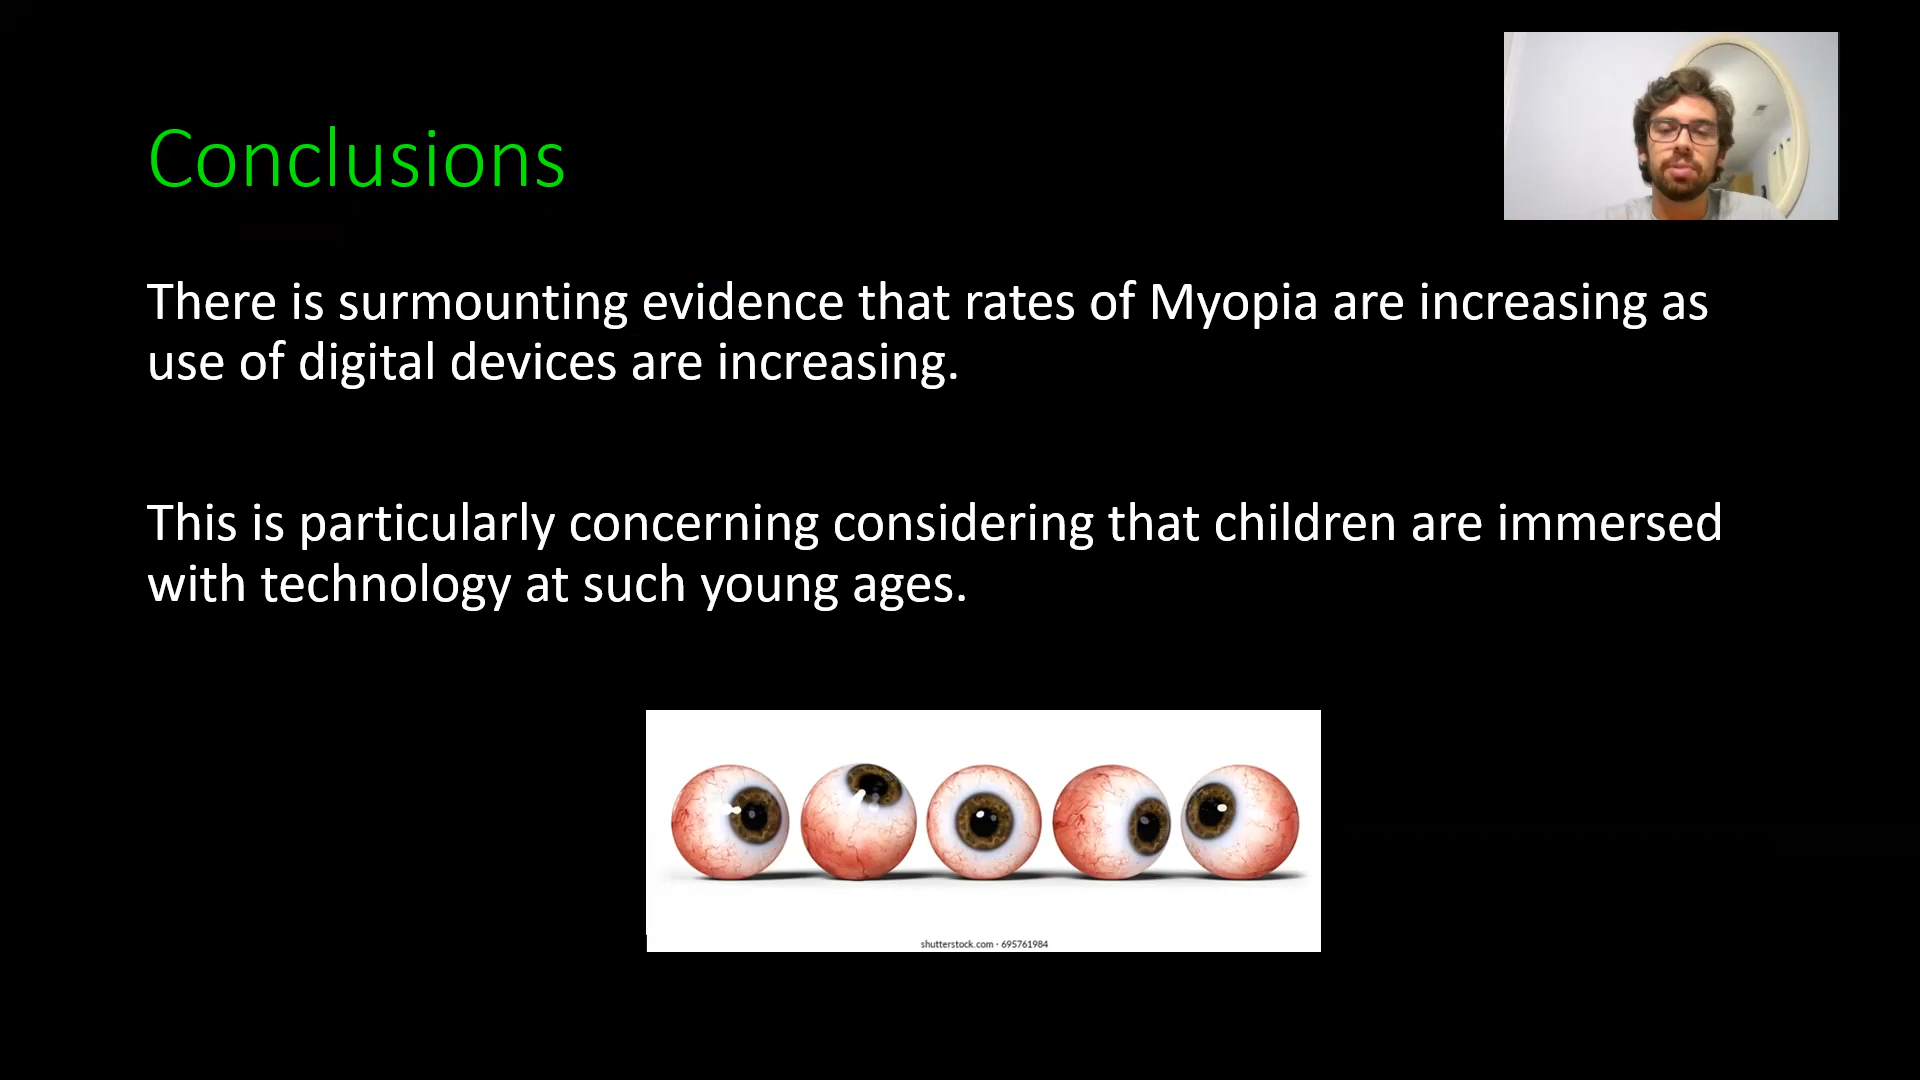 Conclusions
There is surmounting evidence that rates of Myopia are increasing as
use of digital devices are increasing.
This is particularly concerning considering that children are immersed
with technology at such young ages.
shutterstock.com · 695761984